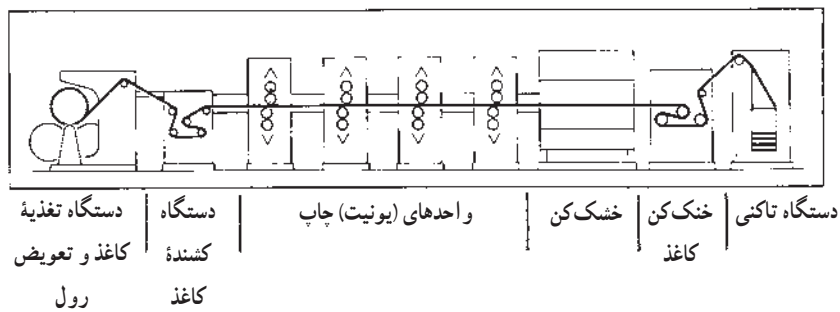 دستگاه تاکنی
خنک‌کن
کاغذ
خشک‌کن
واحدهای (یونیت) چاپ
دستگاه
کشندهٔ
کاغذ
دستگاه تغذیهٔ
کاغذ و تعویض
رول